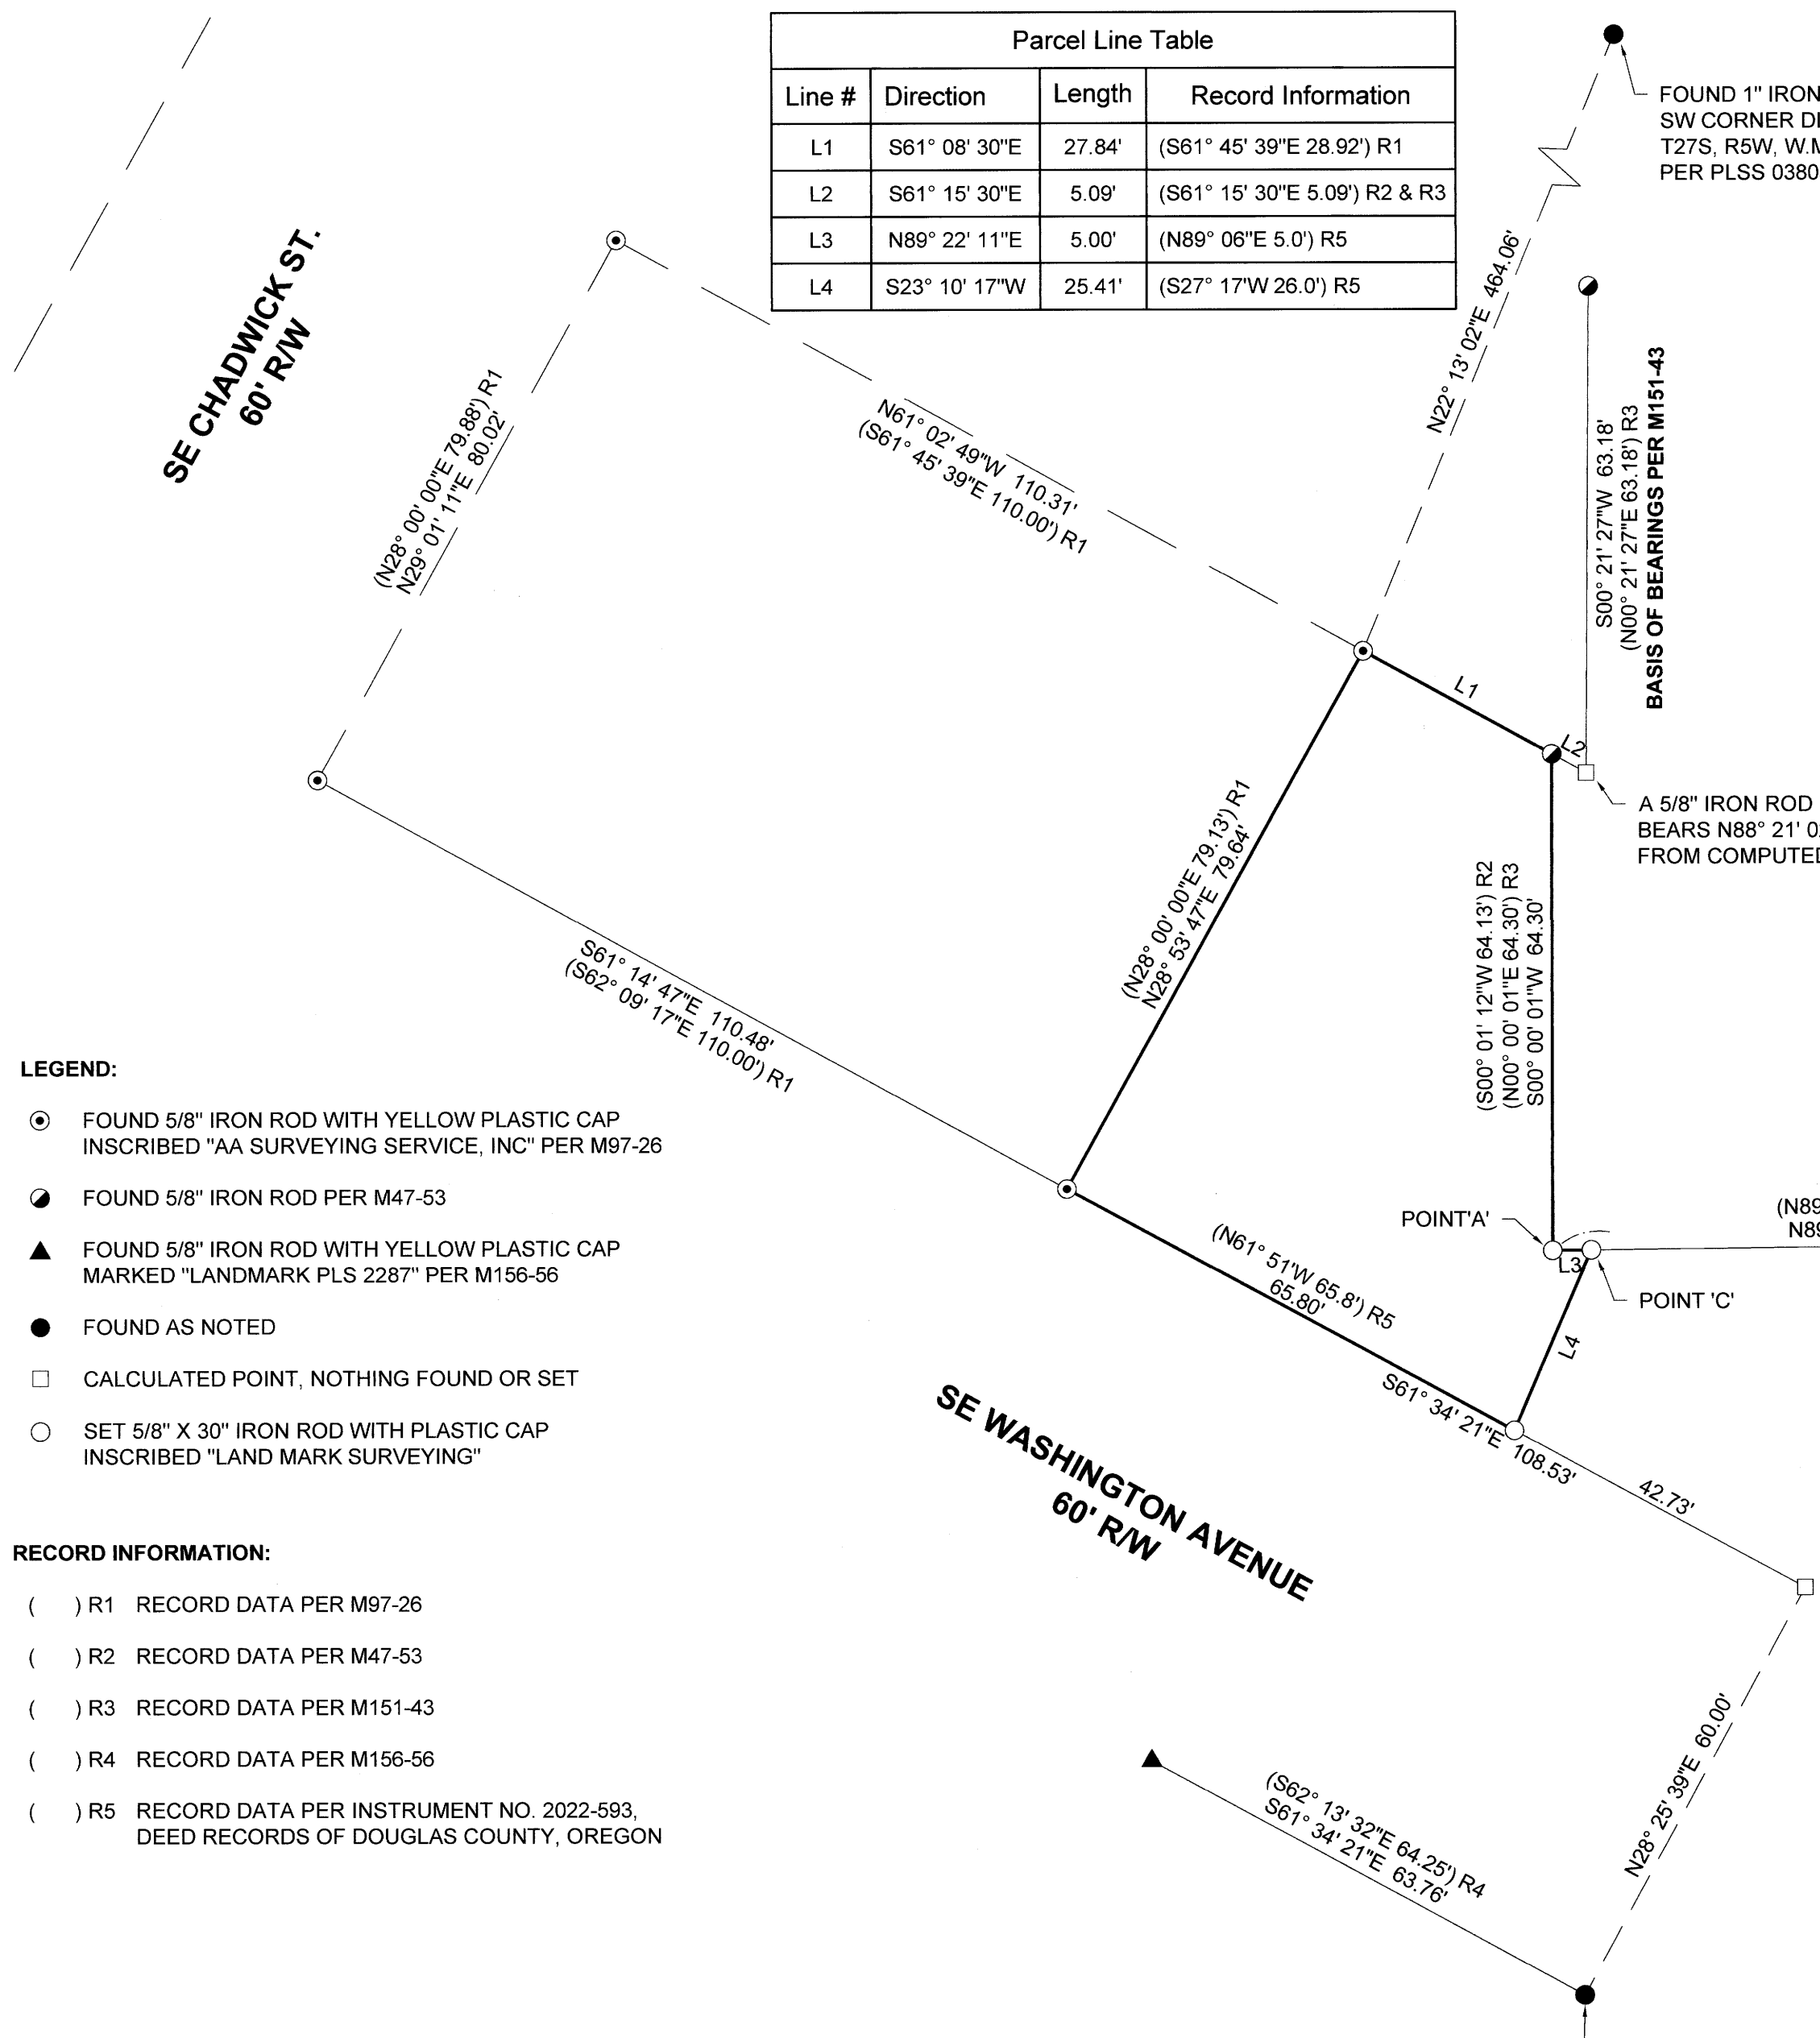 Parcel Line Table
Line # Direction Length Record Information
L1 S61° 08' 30"E 27.84' (S61° 45' 39"E 28.92') R1
L2 S61° 15' 30"E 5.09' (S61° 15' 30"E 5.09') R2 & R3
L3 N89° 22' 11"E 5.00' (N89° 06"E 5.0') R5
L4 S23° 10' 17"W 25.41' (S27° 17'W 26.0') R5
FOUND 1" IRON
SW CORNER
T27S, R5W,
PER PLSS 0380
SE CHADWICK ST.
60' R/W
(N28° 00' 00"E 79.88') R1
N29° 01' 11"E 80.02'
N61° 02' 49"W 110.31'
(S61° 45' 39"E 110.00') R1
N22° 13' 02"E 464.06'
S00° 21' 27"W 63.18'
(N00° 21' 27"E 63.18') R3
BASIS OF BEARINGS PER M151-43
L1
L2
A 5/8" IRON ROD
BEARS N88° 21'
FROM COMPUTED
(N28° 00' 00"E 79.13') R1
N28° 53' 47"E 79.64'
(S00° 01' 12"W 64.13') R2
(N00° 00' 01"E 64.30') R3
S00° 00' 01"W 64.30'
S61° 14' 47"E 110.48'
(S62° 09' 17"E 110.00') R1
POINT'A'
(N89
N89
L3
POINT 'C'
L4
(N61° 51'W 65.8') R5
65.80'
S61° 34' 21"E 108.53'
42.73'
SE WASHINGTON AVENUE
60' R/W
N28° 25' 39"E 60.00'
(S62° 13' 32"E 64.25') R4
S61° 34' 21"E 63.76'
LEGEND:
FOUND 5/8" IRON ROD WITH YELLOW PLASTIC CAP
INSCRIBED "AA SURVEYING SERVICE, INC" PER M97-26
FOUND 5/8" IRON ROD PER M47-53
FOUND 5/8" IRON ROD WITH YELLOW PLASTIC CAP
MARKED "LANDMARK PLS 2287" PER M156-56
FOUND AS NOTED
CALCULATED POINT, NOTHING FOUND OR SET
SET 5/8" X 30" IRON ROD WITH PLASTIC CAP
INSCRIBED "LAND MARK SURVEYING"
RECORD INFORMATION:
( ) R1 RECORD DATA PER M97-26
( ) R2 RECORD DATA PER M47-53
( ) R3 RECORD DATA PER M151-43
( ) R4 RECORD DATA PER M156-56
( ) R5 RECORD DATA PER INSTRUMENT NO. 2022-593,
DEED RECORDS OF DOUGLAS COUNTY, OREGON